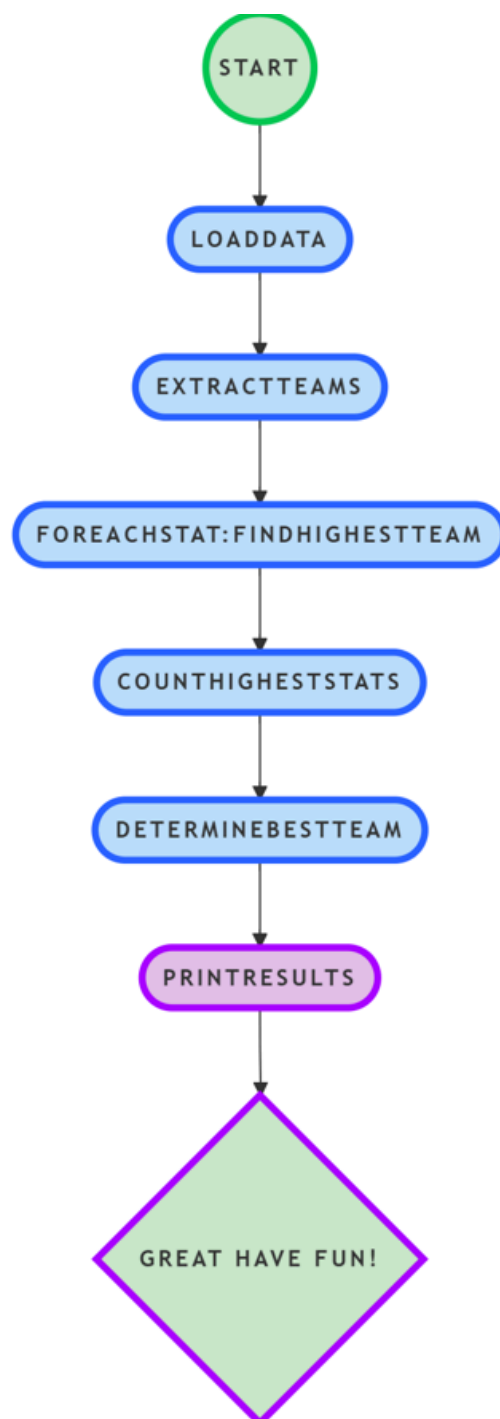 START
LOADDATA
EXTRACTTEAMS
FOREACHSTAT:FINDHIGHESTTEAM
COUNTHIGHESTSTATS
DETERMINEBESTTEAM
PRINTRESULTS
GREAT HAVE FUN!